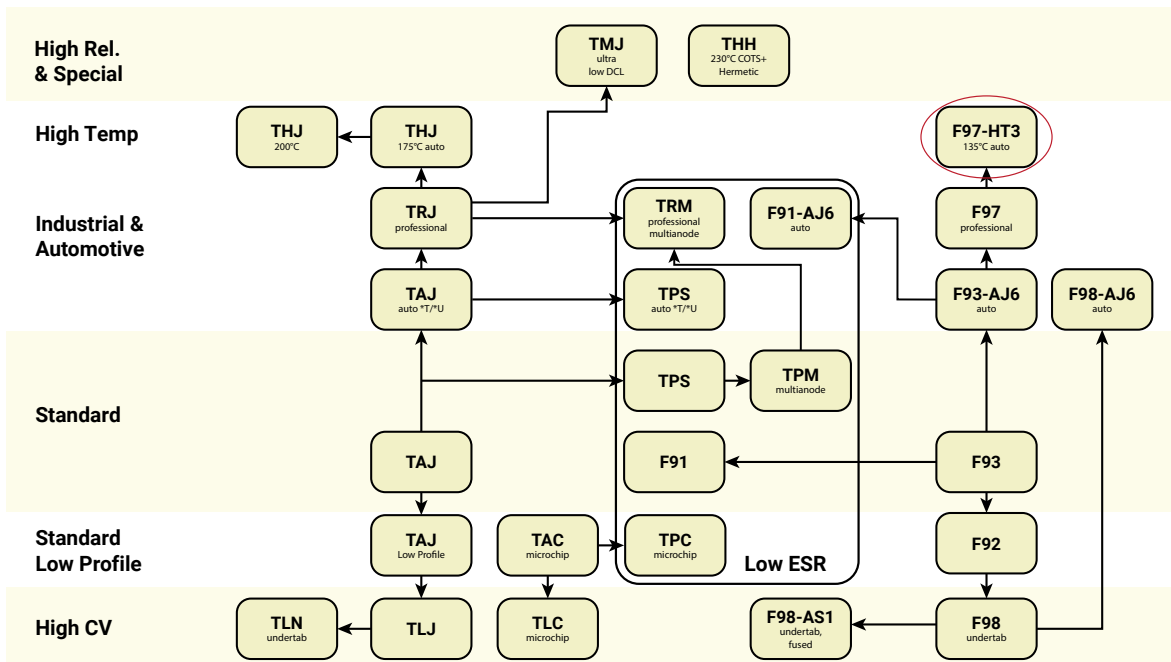 High Rel.
& Special
TMJ
ultra
low DCL
THH
230°C COTS+
Hermetic
High Temp
THJ
200°C
THJ
175°C auto
F97-HT3
135°C auto
Industrial &
Automotive
TRJ
professional
TRM
professional
multianode
F91-AJ6
auto
F97
professional
TAJ
auto *T/*U
TPS
auto *T/*U
F93-AJ6
auto
F98-AJ6
auto
Standard
TPS
TPM
multianode
TAJ
F91
F93
Standard
Low Profile
TAJ
Low Profile
TAC
microchip
TPC
microchip
Low ESR
F92
High CV
TLN
undertab
TLJ
TLC
microchip
F98-AS1
undertab,
fused
F98
undertab